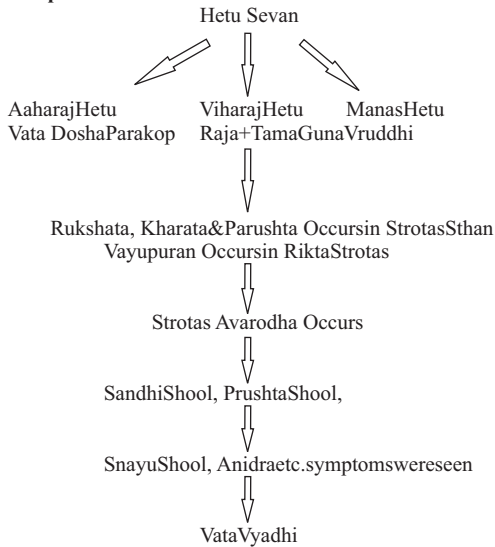 Hetu Sevan
AaharajHetu ViharajHetu ManasHetu
Vata DoshaParakop Raja+TamaGunaVruddhi
Rukshata, Kharata&Parushta Occursin StrotasSthan
Vayupuran Occursin RiktaStrotas
Strotas Avarodha Occurs
SandhiShool, PrushtaShool,
SnayuShool, Anidraetc.symptomswereseen
VataVyadhi